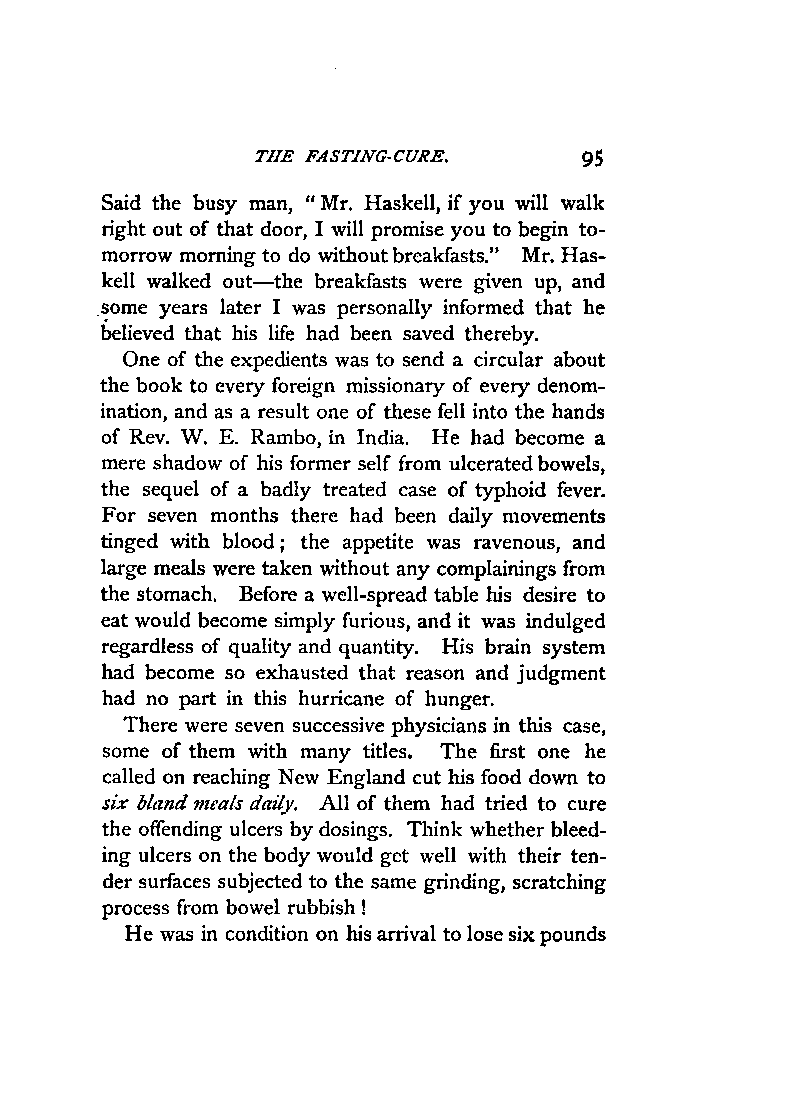 THE FASTING-CURE. 95
Said the busy man, “Mr. Haskell, if you will walk
right out of that door, I will promise you to begin to-
morrow morning to do without breakfasts.” Mr. Has-
kell walked out—the breakfasts were given up, and
some years later I was personally informed that he
believed that his life had been saved thereby.
One of the expedients was to send a circular about
the book to every foreign missionary of every denom-
ination, and as a result one of these fell into the hands
of Rev. W. E. Rambo, in India. He had become a
mere shadow of his former self from ulcerated bowels,
the sequel of a badly treated case of typhoid fever.
For seven months there had been daily movements
tinged with blood; the appetite was ravenous, and
large meals were taken without any complainings from
the stomach. Before a well-spread table his desire to
eat would become simply furious, and it was indulged
regardless of quality and quantity. His brain system
had become so exhausted that reason and judgment
had no part in this hurricane of hunger.
There were seven successive physicians in this case,
some of them with many titles. The first one he
called on reaching New England cut his food down to
six bland meals daily. All of them had tried to cure
the offending ulcers by dosings. Think whether bleed-
ing ulcers on the body would get well with their ten-
der surfaces subjected to the same grinding, scratching
process from bowel rubbish!
He was in condition on his arrival to lose six pounds